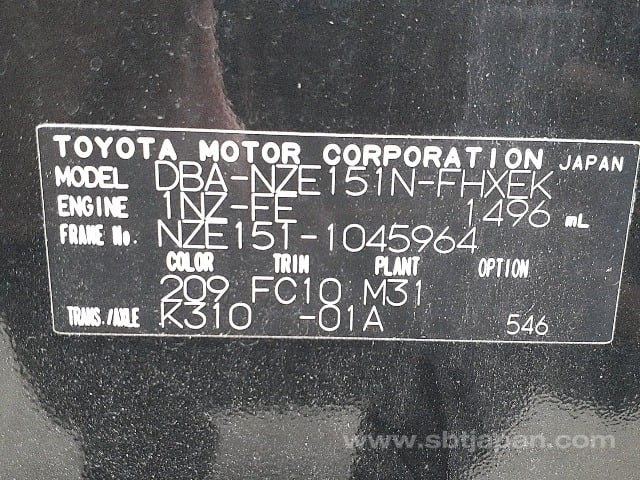 TOYOTA MOTOR CORPORATION JAPAN
MODEL DBA-NZE151N-FHXEK
ENGINE 1NZ-FE 1496 mL
FRAME No. NZE151-1045964
COLOR TRIM PLANT OPTION
209 FC10 M31
TRANS./AXLE K310 -01A 546
www.sbtjapan.com